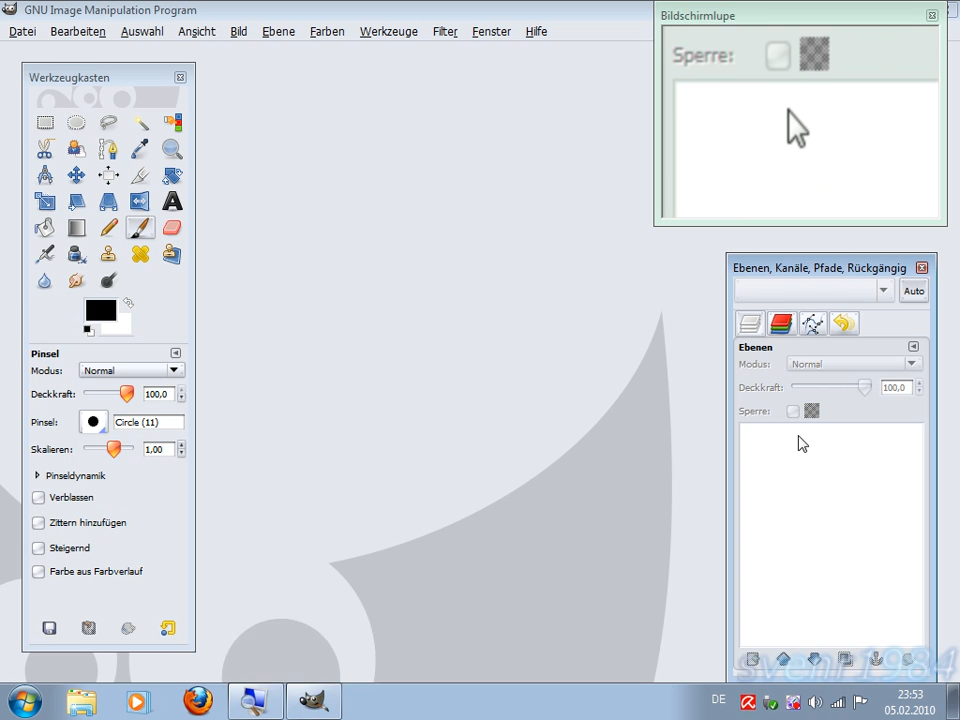 GNU Image Manipulation Program
Datei Bearbeiten Auswahl Ansicht Bild Ebene Farben Werkzeuge Filter Fenster Hilfe
Bildschirmlupe
Sperre:
Werkzeugkasten
Pinsel
Modus: Normal
Deckkraft: 100,0
Pinsel: Circle (11)
Skalieren: 1,00
Pinseldynamik
Verblassen
Zittern hinzufügen
Steigernd
Farbe aus Farbverlauf
Ebenen, Kanäle, Pfade, Rückgängig
Auto
Ebenen
Modus: Normal
Deckkraft: 100,0
Sperre:
svenr1984
DE
23:53
05.02.2010